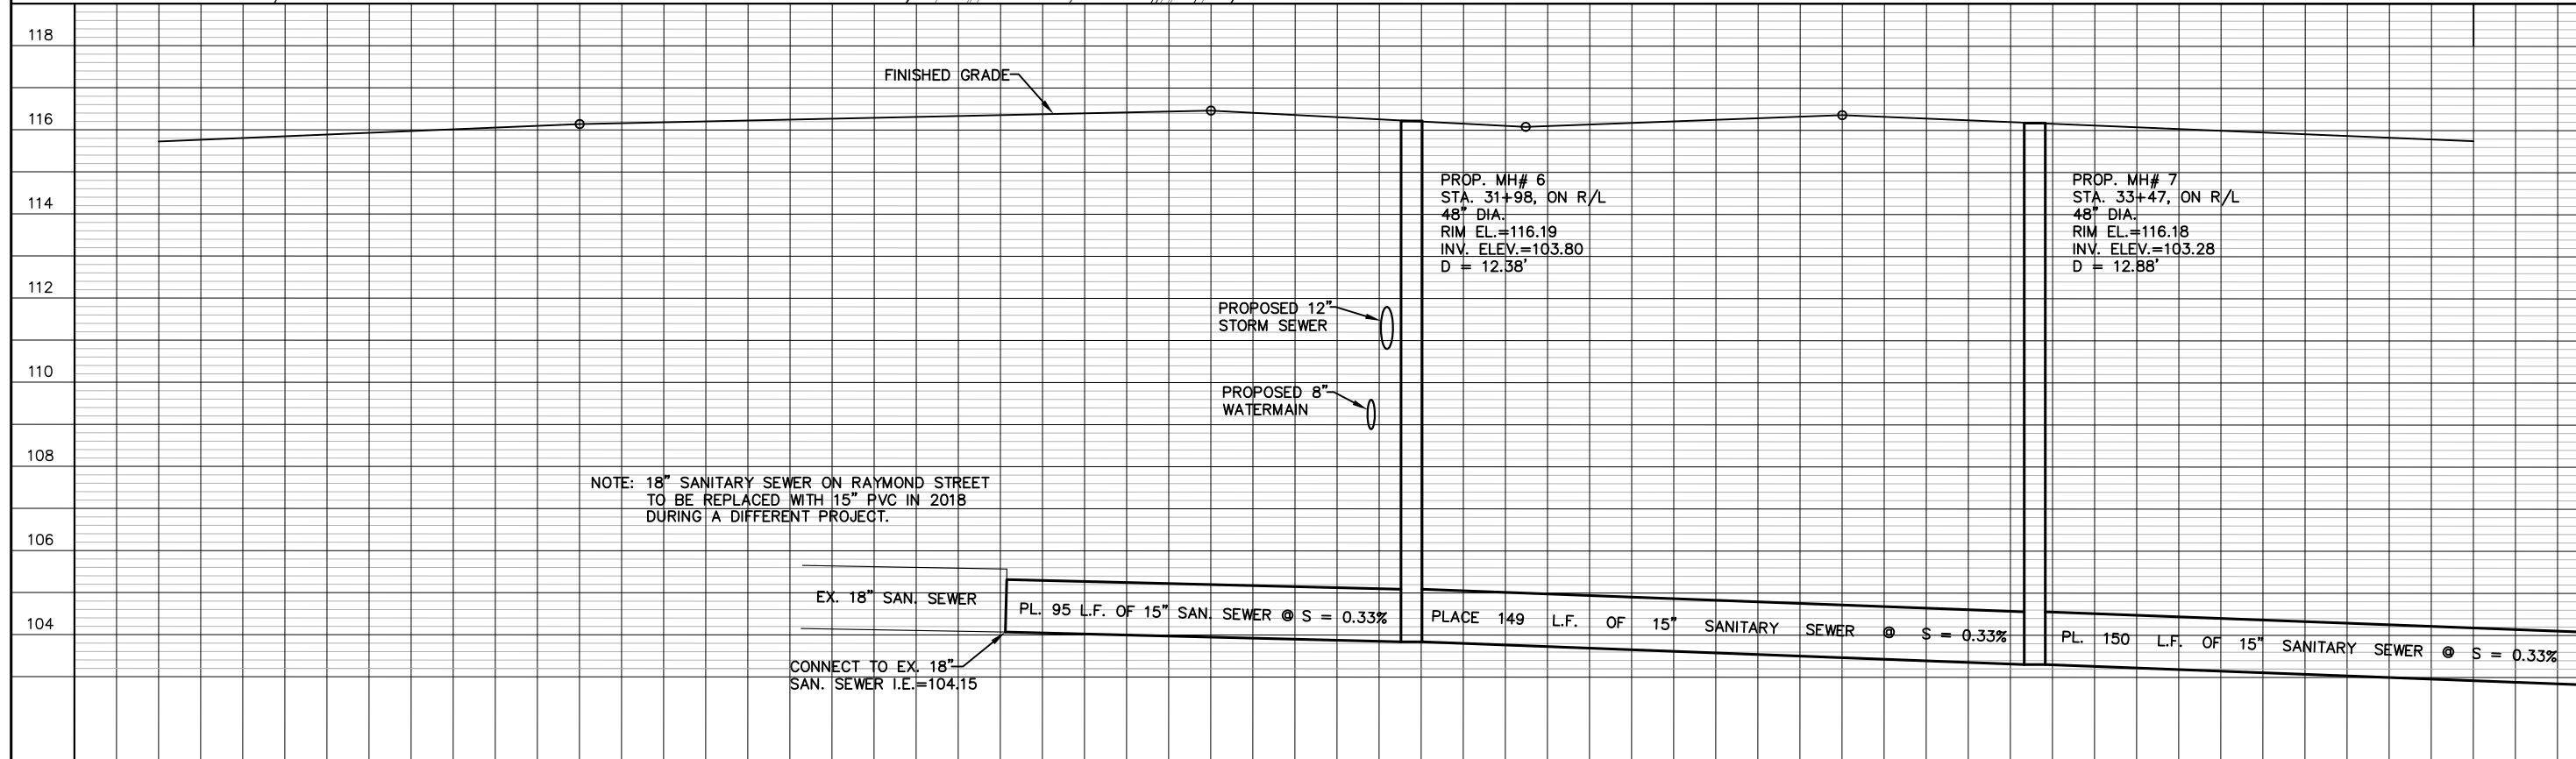 118
FINISHED GRADE
116
PROP. MH# 6
STA. 31+98, ON R/L
48" DIA.
RIM EL.=116.19
INV. ELEV.=103.80
D = 12.38'
PROP. MH# 7
STA. 33+47, ON R/L
48" DIA.
RIM EL.=116.18
INV. ELEV.=103.28
D = 12.88'
114
112
PROPOSED 12"
STORM SEWER
110
PROPOSED 8"
WATERMAIN
108
NOTE: 18" SANITARY SEWER ON RAYMOND STREET
TO BE REPLACED WITH 15" PVC IN 2018
DURING A DIFFERENT PROJECT.
106
EX. 18" SAN. SEWER
PL. 95 L.F. OF 15" SAN. SEWER @ S = 0.33%
PLACE 149 L.F. OF 15" SANITARY SEWER @ S = 0.33%
PL. 150 L.F. OF 15" SANITARY SEWER @ S = 0.33%
104
CONNECT TO EX. 18"
SAN. SEWER I.E.=104.15